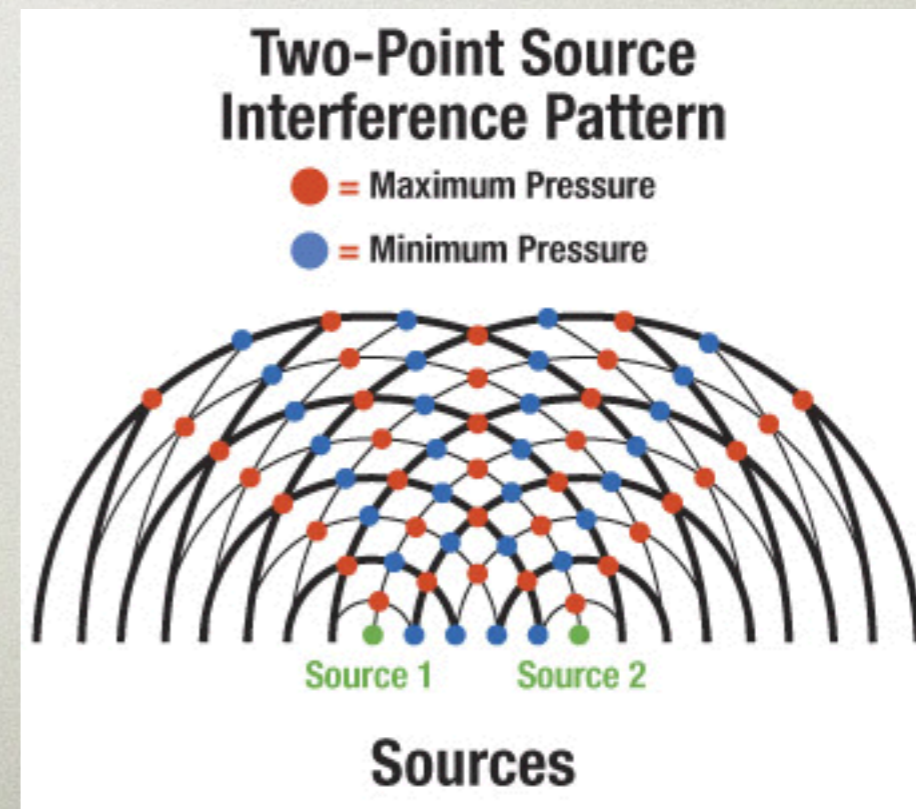 Two-Point Source
Interference Pattern
= Maximum Pressure
= Minimum Pressure
Source 1 Source 2
Sources